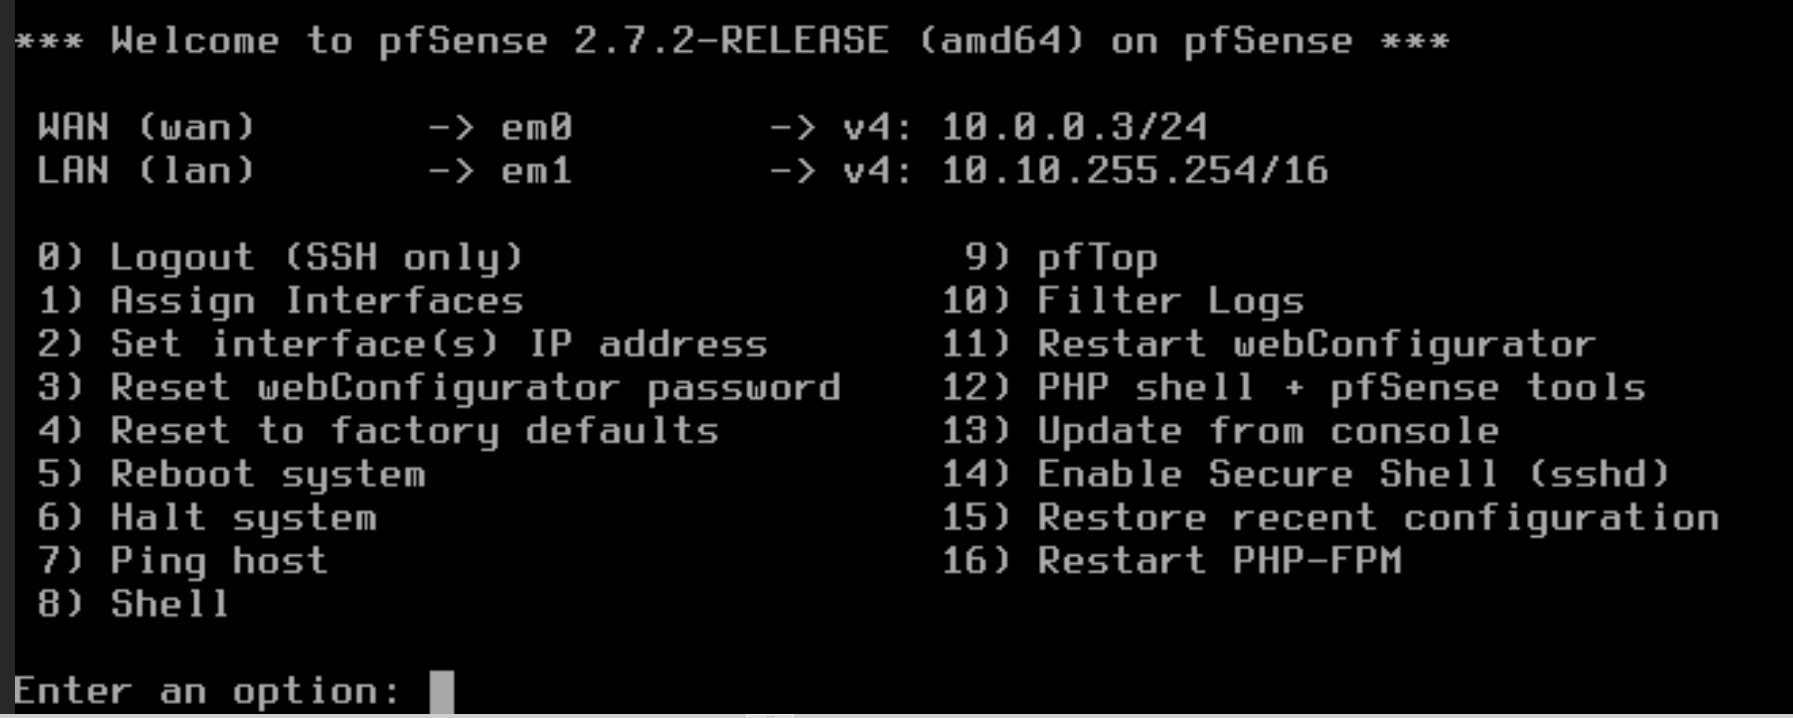 *** Welcome to pfSense 2.7.2-RELEASE (amd64) on pfSense ***
WAN (wan) -> em0 -> v4: 10.0.0.3/24
LAN (lan) -> em1 -> v4: 10.10.255.254/16
0) Logout (SSH only) 9) pfTop
1) Assign Interfaces 10) Filter Logs
2) Set interface(s) IP address 11) Restart webConfigurator
3) Reset webConfigurator password 12) PHP shell + pfSense tools
4) Reset to factory defaults 13) Update from console
5) Reboot system 14) Enable Secure Shell (sshd)
6) Halt system 15) Restore recent configuration
7) Ping host 16) Restart PHP-FPM
8) Shell
Enter an option: